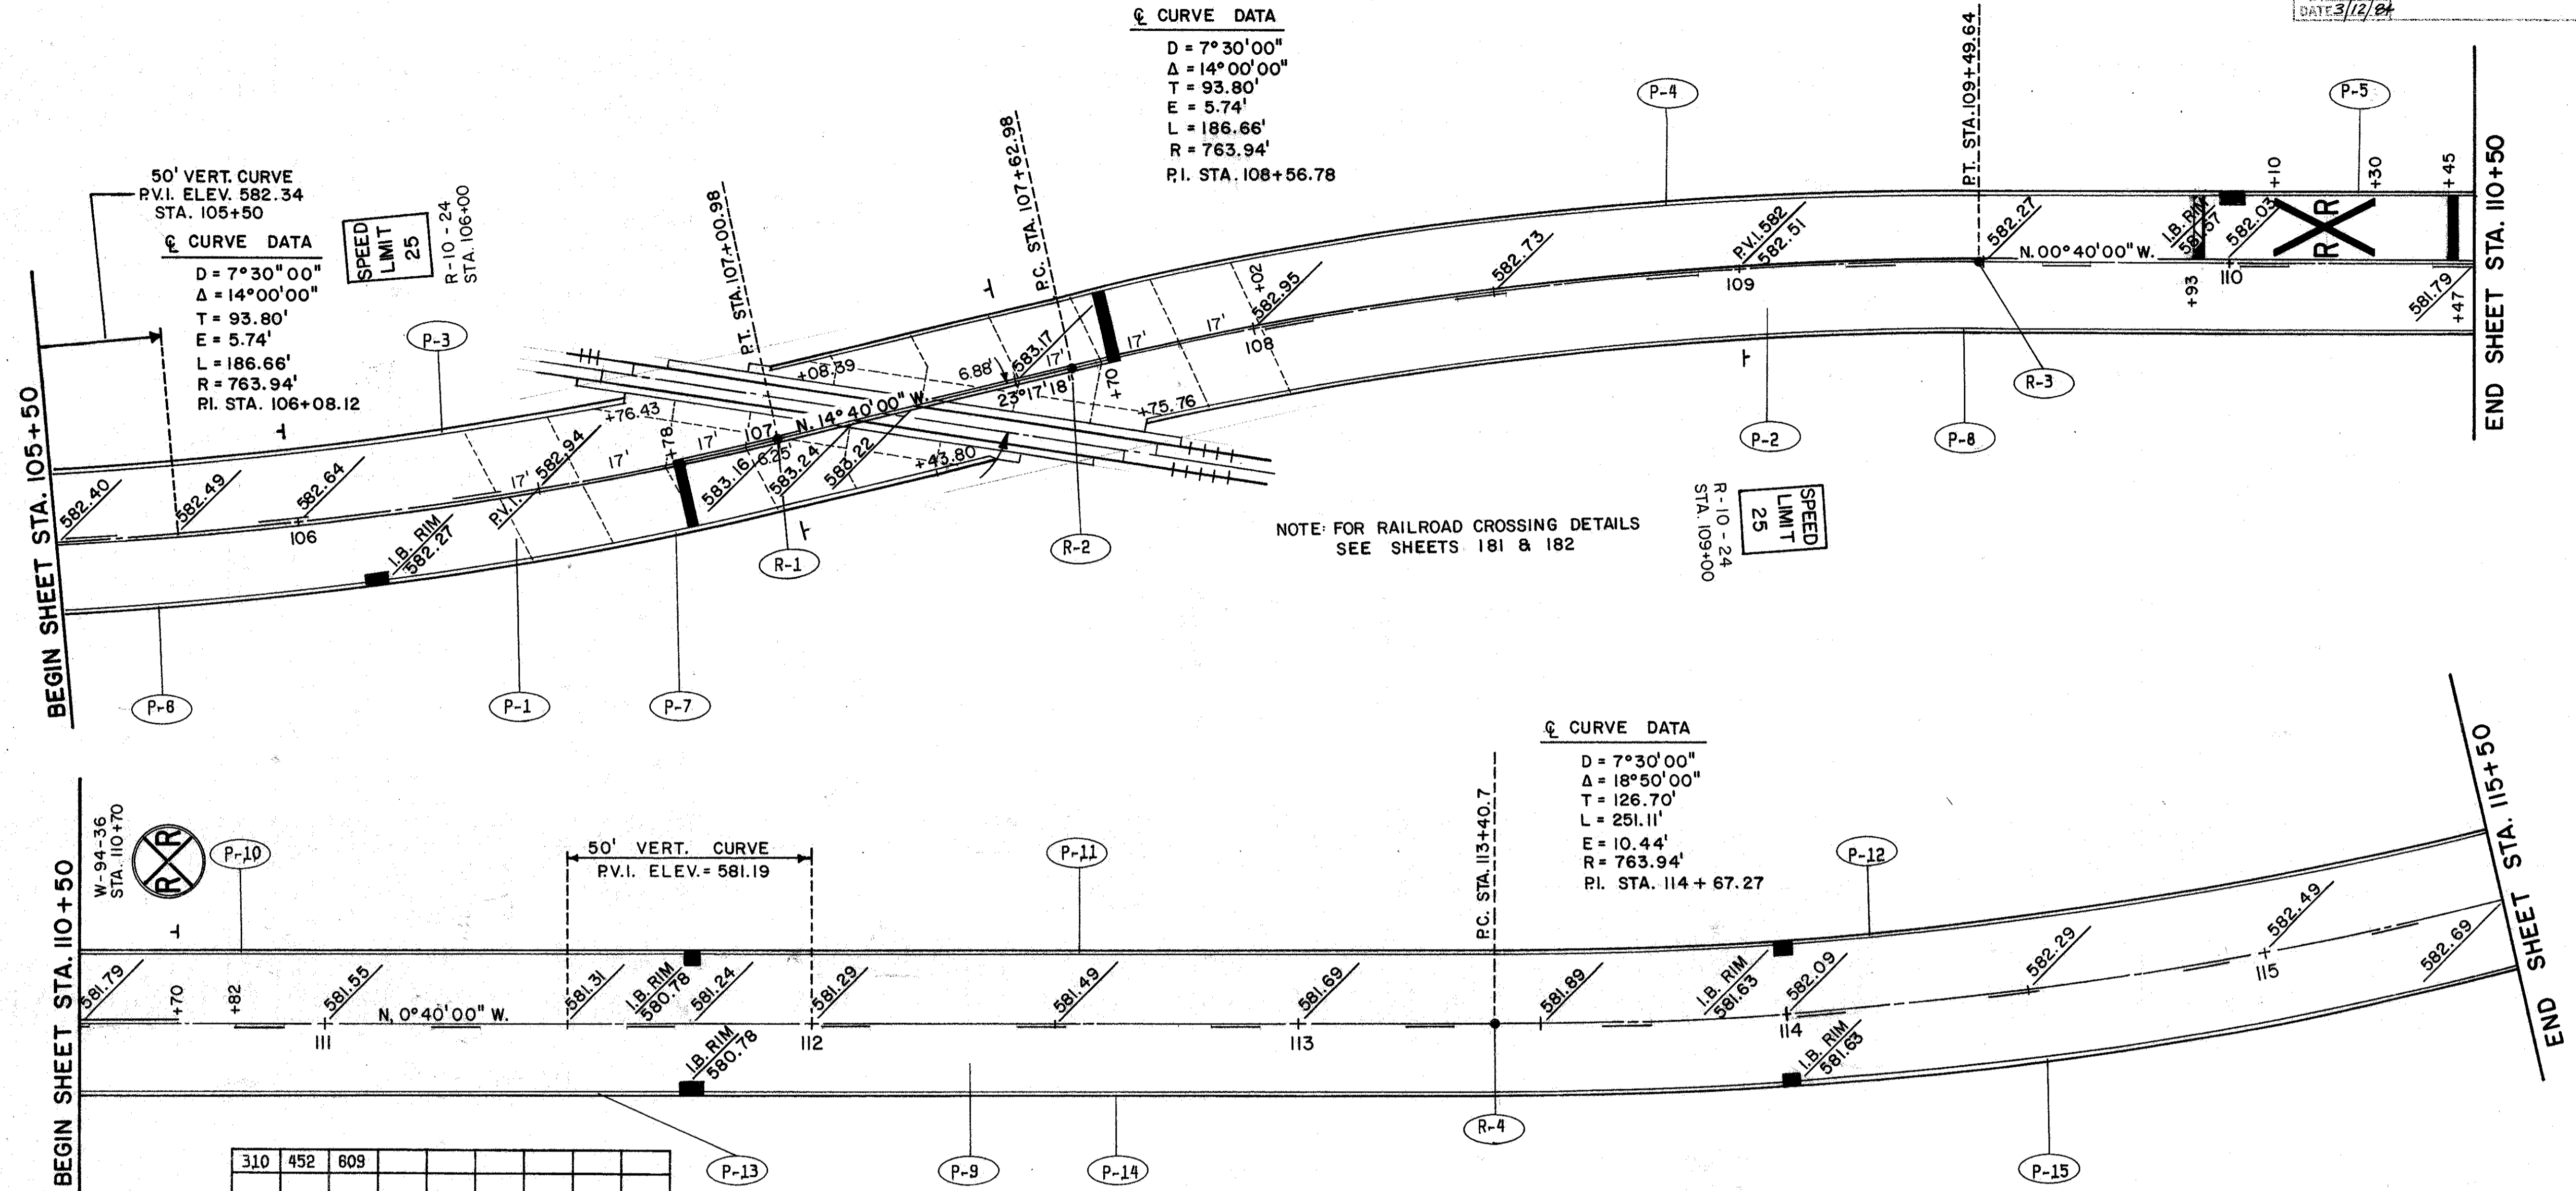 DATE 3/12/84
℄ CURVE DATA
D = 7°30'00"
Δ = 14°00'00"
T = 93.80'
E = 5.74'
L = 186.66'
R = 763.94'
P.I. STA. 108+56.78
50' VERT. CURVE
P.V.I. ELEV. 582.34
STA. 105+50
℄ CURVE DATA
D = 7°30"00"
Δ = 14°00'00"
T = 93.80'
E = 5.74'
L = 186.66'
R = 763.94'
P.I. STA. 106+08.12
SPEED
LIMIT
25
R-10-24
STA. 106+00
P-3
P.T. STA. 107+00.98
P.C. STA. 107+62.98
P-4
P.T. STA. 109+49.64
P-5
BEGIN SHEET STA. 105+50
582.40
582.49
582.64
106
I.B. RIM
582.27
P.V.I.
582.94
17'
17'
17'
+76.43
+78
107
583.16
6.25'
583.24
583.22
N. 14°40'00" W.
+08.39
6.88'
583.17
17'
23°17'18"
+43.80
+70
17'
17'
+75.76
+02
582.95
108
582.73
P.V.I. 582
582.51
109
582.27
N. 00°40'00" W.
I.B. RIM
581.57
+93
582.03
110
+10
R R
+30
+45
581.79
+47
END SHEET STA. 110+50
P-6
P-1
P-7
R-1
R-2
NOTE: FOR RAILROAD CROSSING DETAILS
SEE SHEETS 181 & 182
R-10-24
STA. 109+00
SPEED
LIMIT
25
P-2
P-8
R-3
BEGIN SHEET STA. 110+50
W-94-36
STA. 110+70
R R
P-10
50' VERT. CURVE
P.V.I. ELEV. = 581.19
P-11
P.C. STA. 113+40.7
℄ CURVE DATA
D = 7°30'00"
Δ = 18°50'00"
T = 126.70'
L = 251.11'
E = 10.44'
R = 763.94'
P.I. STA. 114+67.27
P-12
581.79
+70
+82
581.55
111
N. 0°40'00" W.
581.31
I.B. RIM
580.78
581.24
I.B. RIM
580.78
581.29
112
581.49
581.69
113
581.89
I.B. RIM
581.63
582.09
114
I.B. RIM
581.63
582.29
582.49
115
582.69
END SHEET STA. 115+50
P-13
P-9
P-14
R-4
P-15
310 452 609